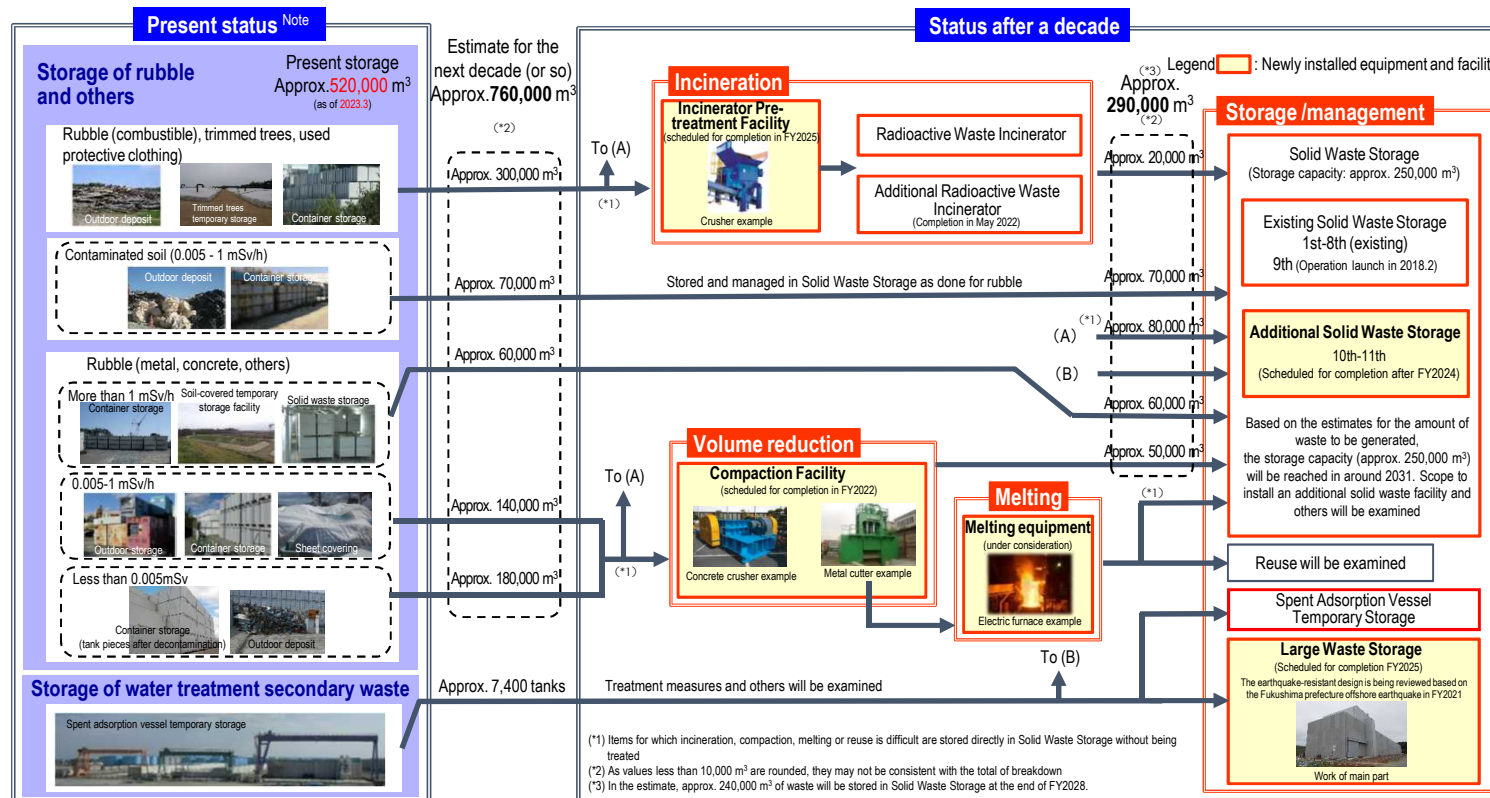 Present status Note
Storage of rubble
and others
Present storage
Approx.520,000 m³
(as of 2023.3)
Rubble (combustible), trimmed trees, used
protective clothing)
Outdoor deposit
Trimmed trees
temporary storage
Container storage
Contaminated soil (0.005 - 1 mSv/h)
Outdoor deposit
Container storage
Rubble (metal, concrete, others)
More than 1 mSv/h
Container storage
Soil-covered temporary
storage facility
Solid waste storage
0.005-1 mSv/h
Outdoor storage
Container storage
Sheet covering
Less than 0.005mSv
Container storage
(tank pieces after decontamination)
Outdoor deposit
Storage of water treatment secondary waste
Spent adsorption vessel temporary storage
Estimate for the
next decade (or so)
Approx.760,000 m³
(*2)
Approx. 300,000 m³
Approx. 70,000 m³
Approx. 60,000 m³
Approx. 140,000 m³
Approx. 180,000 m³
Approx. 7,400 tanks
Status after a decade
Legend : Newly installed equipment and facilit
To (A)
(*1)
Incineration
Incinerator Pre-
treatment Facility
(scheduled for completion in FY2025)
Crusher example
Radioactive Waste Incinerator
Additional Radioactive Waste
Incinerator
(Completion in May 2022)
Stored and managed in Solid Waste Storage as done for rubble
(A)
(*1)
(B)
To (A)
(*1)
Volume reduction
Compaction Facility
(scheduled for completion in FY2022)
Concrete crusher example
Metal cutter example
Melting
Melting equipment
(under consideration)
Electric furnace example
(*1)
To (B)
Treatment measures and others will be examined
(*3)
Approx.
290,000 m³
(*2)
Approx. 20,000 m³
Approx. 70,000 m³
Approx. 80,000 m³
Approx. 60,000 m³
Approx. 50,000 m³
Storage /management
Solid Waste Storage
(Storage capacity: approx. 250,000 m³)
Existing Solid Waste Storage
1st-8th (existing)
9th (Operation launch in 2018.2)
Additional Solid Waste Storage
10th-11th
(Scheduled for completion after FY2024)
Based on the estimates for the amount of
waste to be generated,
the storage capacity (approx. 250,000 m³)
will be reached in around 2031. Scope to
install an additional solid waste facility and
others will be examined
Reuse will be examined
Spent Adsorption Vessel
Temporary Storage
Large Waste Storage
(Scheduled for completion FY2025)
The earthquake-resistant design is being reviewed based on
the Fukushima prefecture offshore earthquake in FY2021
Work of main part
(*1) Items for which incineration, compaction, melting or reuse is difficult are stored directly in Solid Waste Storage without being
treated
(*2) As values less than 10,000 m³ are rounded, they may not be consistent with the total of breakdown
(*3) In the estimate, approx. 240,000 m³ of waste will be stored in Solid Waste Storage at the end of FY2028.